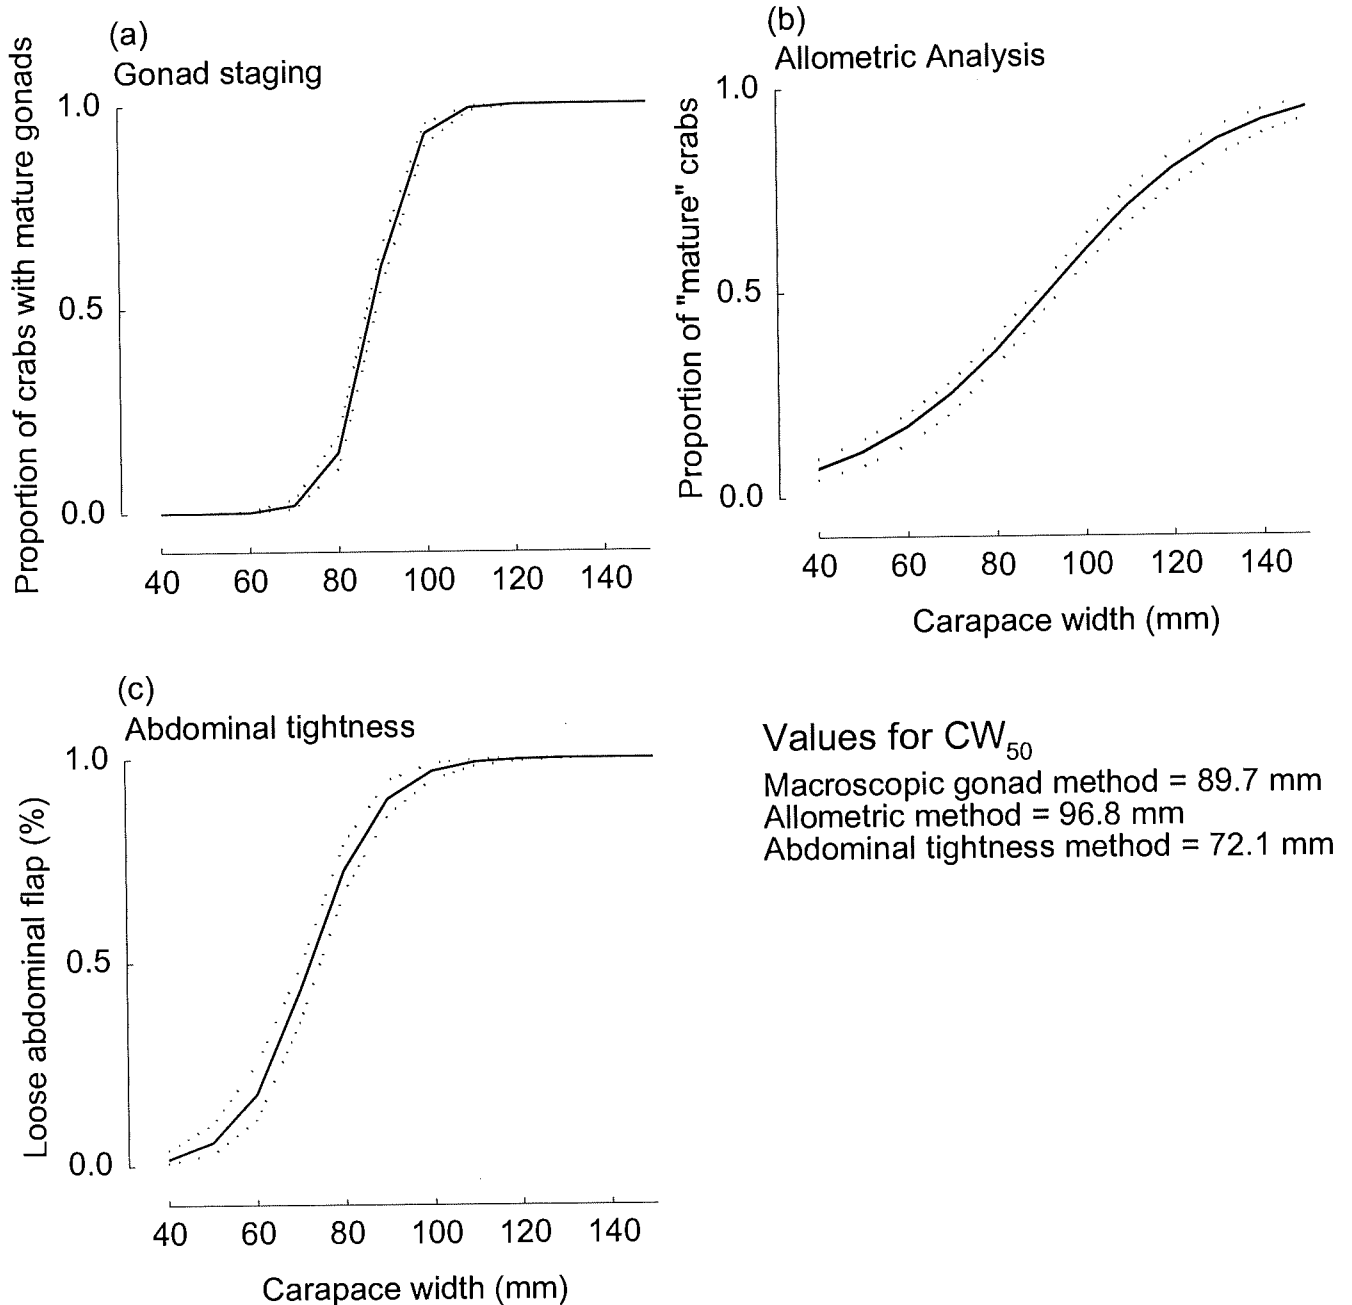 (a)
Gonad staging
Proportion of crabs with mature gonads
1.0
0.5
0.0
40 60 80 100 120 140
(b)
Allometric Analysis
Proportion of "mature" crabs
1.0
0.5
0.0
40 60 80 100 120 140
Carapace width (mm)
(c)
Abdominal tightness
Loose abdominal flap (%)
1.0
0.5
0.0
40 60 80 100 120 140
Carapace width (mm)
Values for CW50
Macroscopic gonad method = 89.7 mm
Allometric method = 96.8 mm
Abdominal tightness method = 72.1 mm